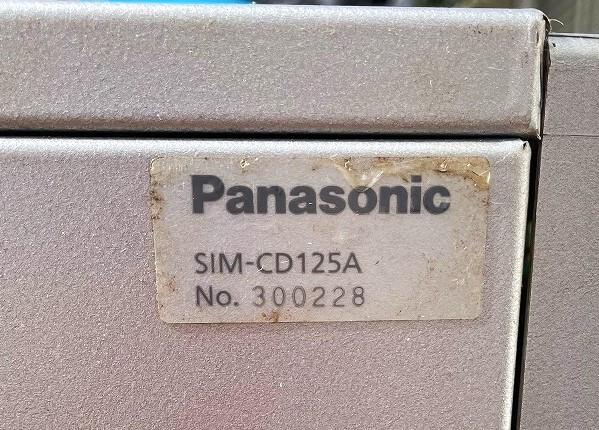 Panasonic
SIM-CD125A
No. 300228